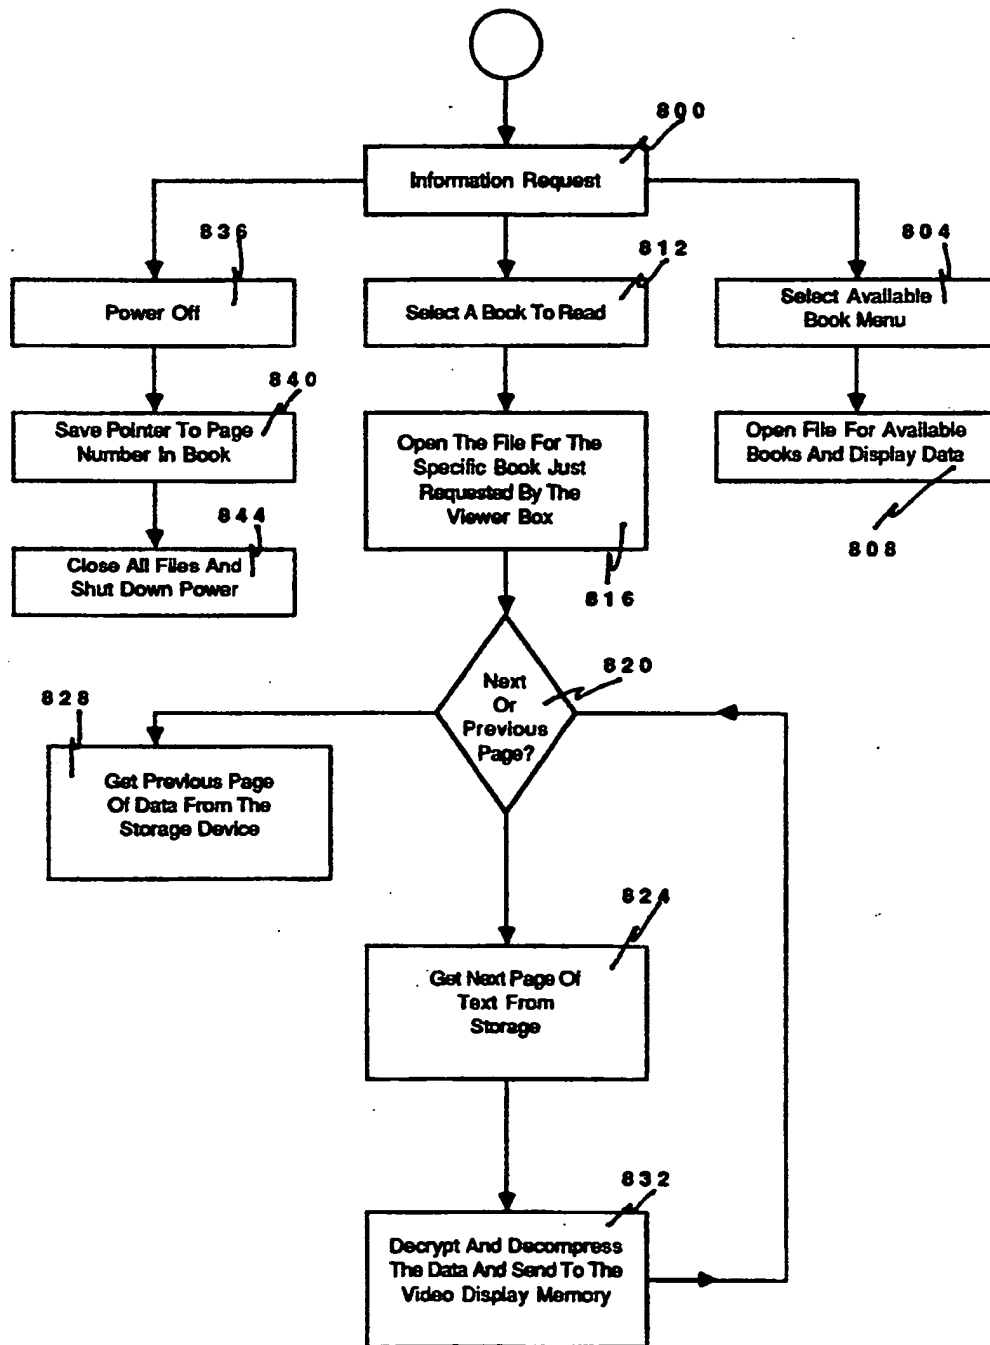 800
Information Request
836
812
804
Power Off
Select A Book To Read
Select Available
Book Menu
840
Save Pointer To Page
Number In Book
Open The File For The
Specific Book Just
Requested By The
Viewer Box
Open File For Available
Books And Display Data
844
Close All Files And
Shut Down Power
808
816
820
Next
Or
Previous
Page?
828
Get Previous Page
Of Data From The
Storage Device
824
Get Next Page Of
Text From
Storage
832
Decrypt And Decompress
The Data And Send To The
Video Display Memory